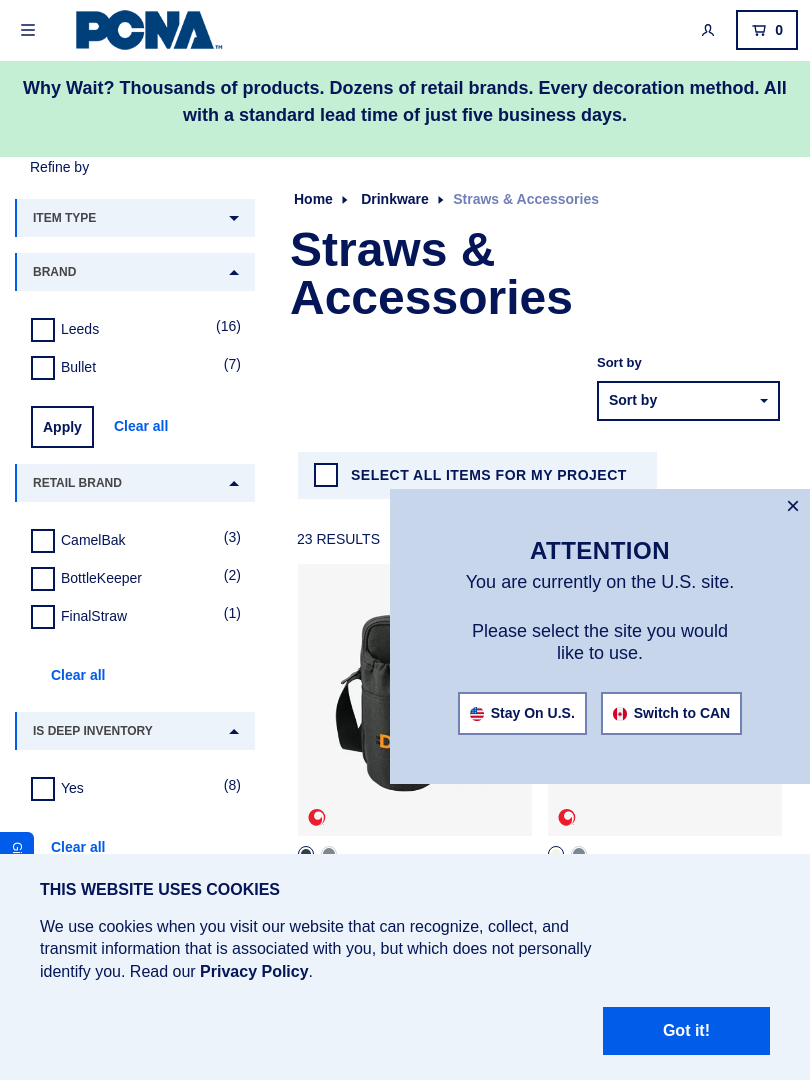 PCNA™
0
Why Wait? Thousands of products. Dozens of retail brands. Every decoration method. All
with a standard lead time of just five business days.
Refine by
ITEM TYPE
BRAND
Leeds (16)
Bullet (7)
Apply Clear all
RETAIL BRAND
CamelBak (3)
BottleKeeper (2)
FinalStraw (1)
Clear all
IS DEEP INVENTORY
Yes (8)
Clear all
Home Drinkware Straws & Accessories
Straws &
Accessories
Sort by
Sort by
SELECT ALL ITEMS FOR MY PROJECT
23 RESULTS
ATTENTION
You are currently on the U.S. site.
Please select the site you would
like to use.
Stay On U.S. Switch to CAN
THIS WEBSITE USES COOKIES
We use cookies when you visit our website that can recognize, collect, and
transmit information that is associated with you, but which does not personally
identify you. Read our Privacy Policy.
Got it!